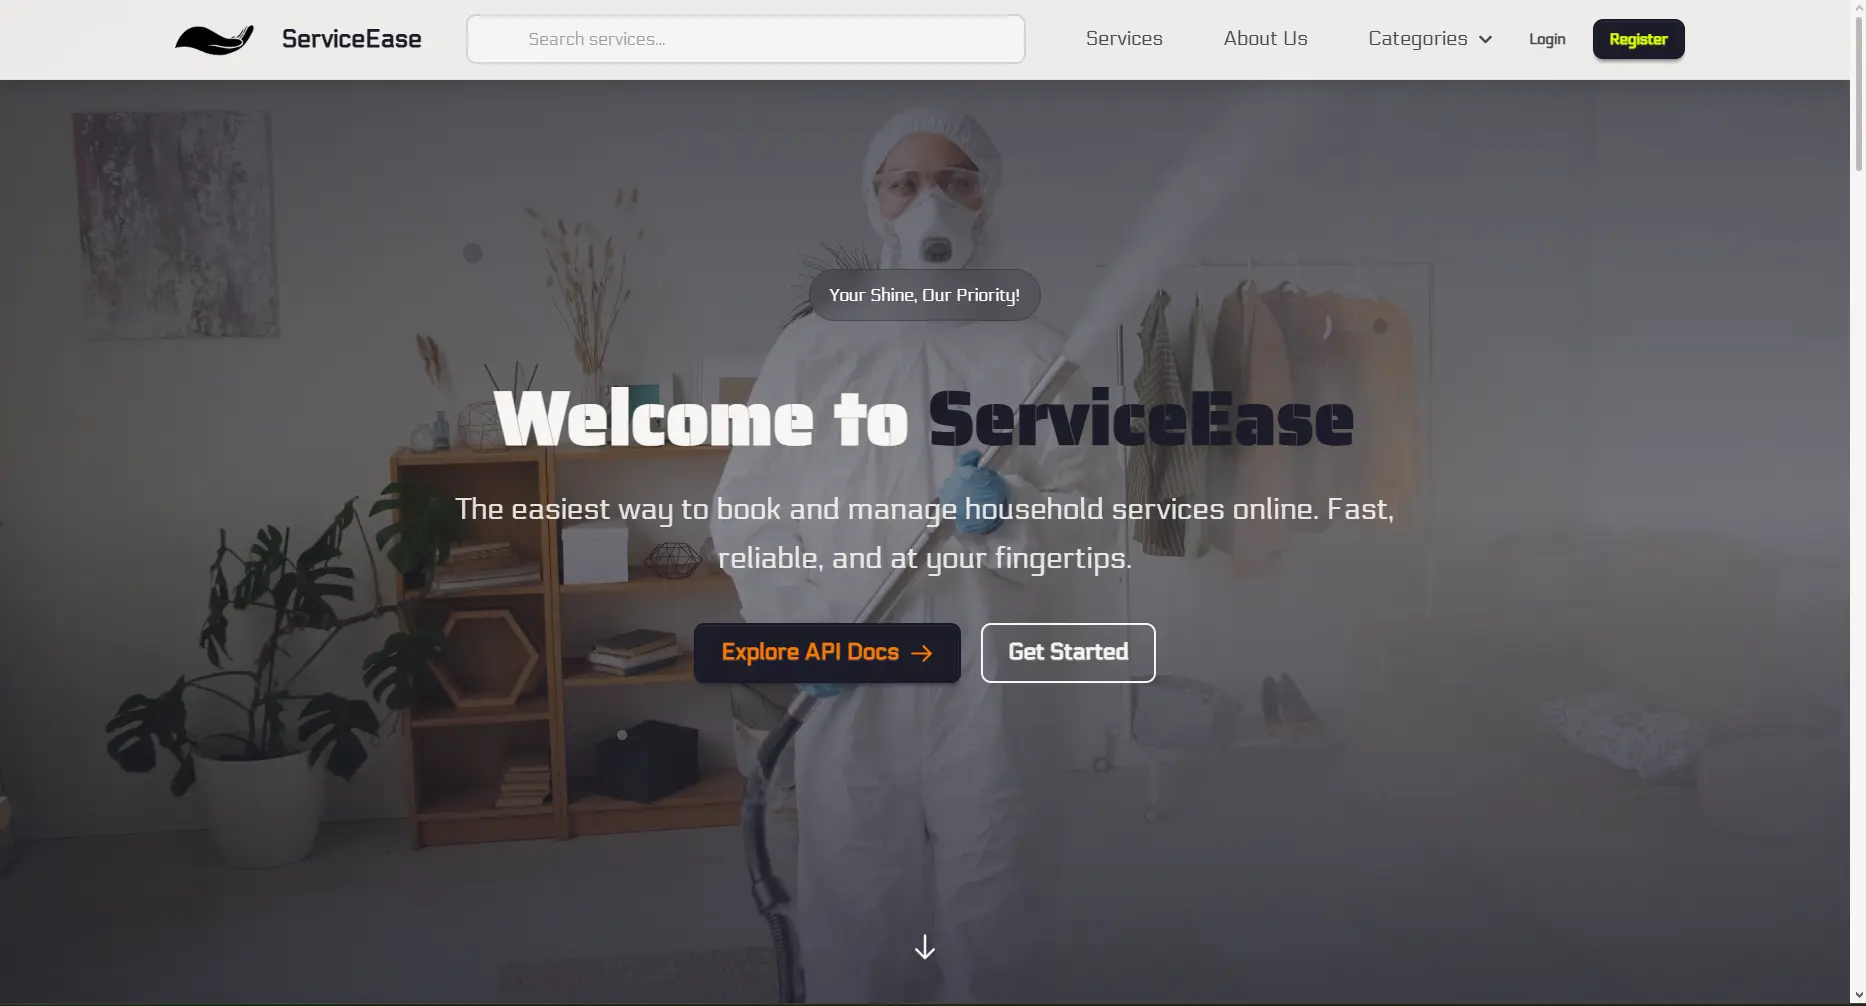 ServiceEase
Search services...
Services
About Us
Categories
Login
Register
Your Shine, Our Priority!
Welcome to ServiceEase
The easiest way to book and manage household services online. Fast,
reliable, and at your fingertips.
Explore API Docs →
Get Started